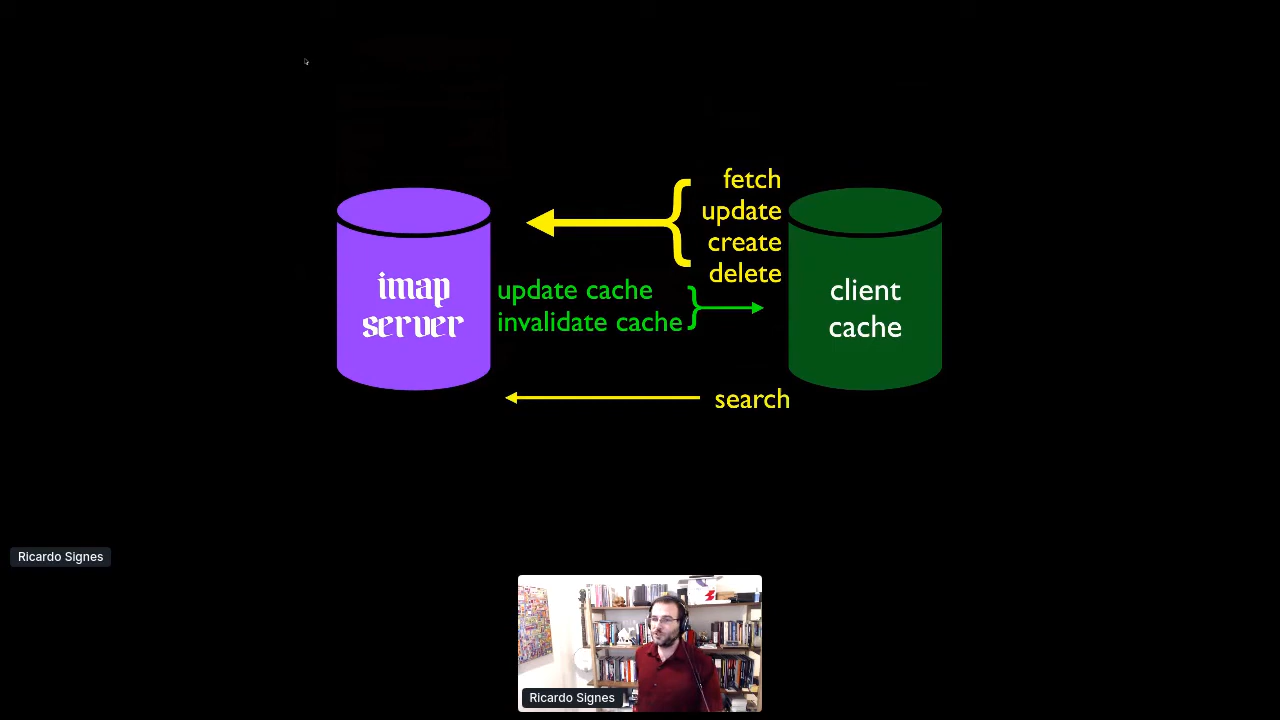 fetch
update
create
delete
imap
server
update cache
invalidate cache
client
cache
search
Ricardo Signes
Ricardo Signes